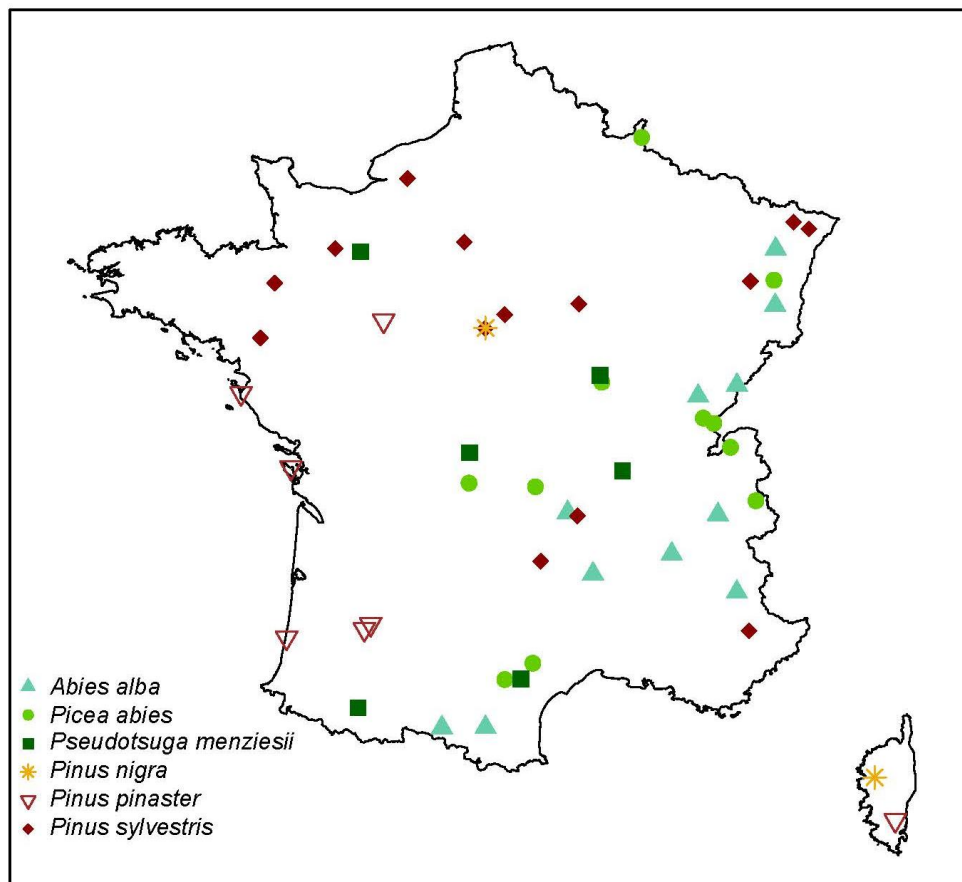 Abies alba
Picea abies
Pseudotsuga menziesii
Pinus nigra
Pinus pinaster
Pinus sylvestris